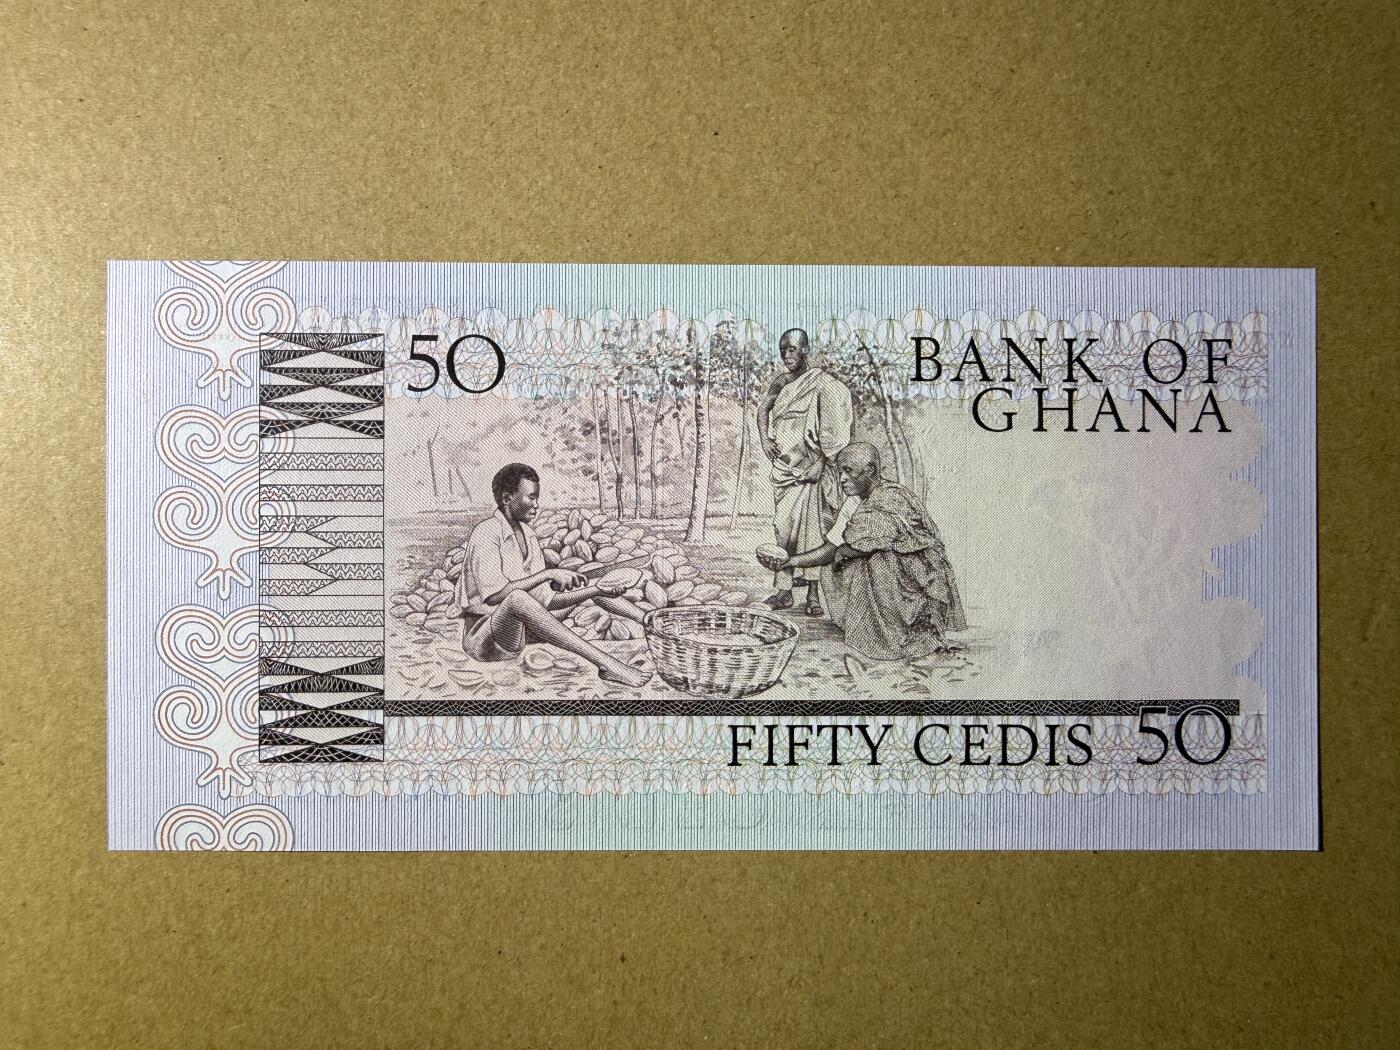 50
BANK OF
GHANA
FIFTY CEDIS 50